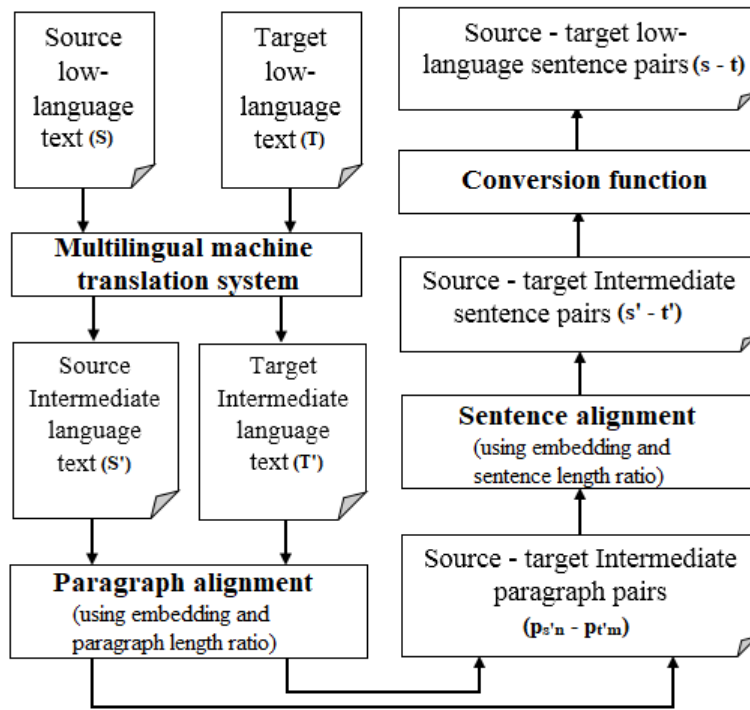 Source
low-
language
text (S)
Target
low-
language
text (T)
Multilingual machine
translation system
Source
Intermediate
language
text (S')
Target
Intermediate
language
text (T')
Paragraph alignment
(using embedding and
paragraph length ratio)
Source - target low-
language sentence pairs (s - t)
Conversion function
Source - target Intermediate
sentence pairs (s' - t')
Sentence alignment
(using embedding and
sentence length ratio)
Source - target Intermediate
paragraph pairs
(ps'n - pt'm)